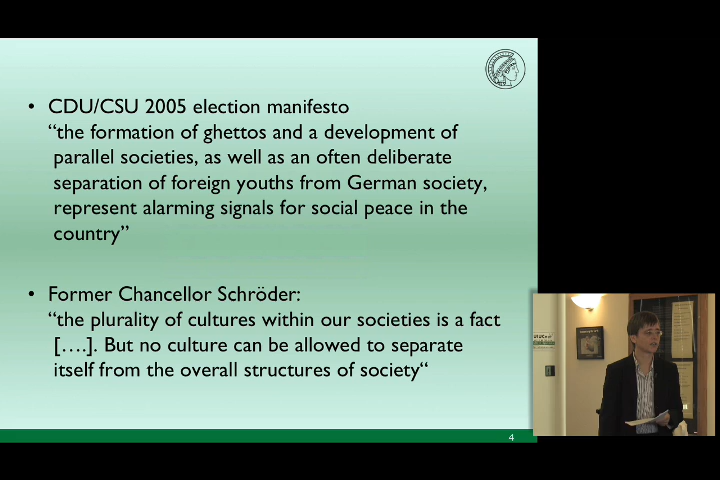 • CDU/CSU 2005 election manifesto
“the formation of ghettos and a development of
parallel societies, as well as an often deliberate
separation of foreign youths from German society,
represent alarming signals for social peace in the
country”
• Former Chancellor Schröder:
“the plurality of cultures within our societies is a fact
[….]. But no culture can be allowed to separate
itself from the overall structures of society“
4